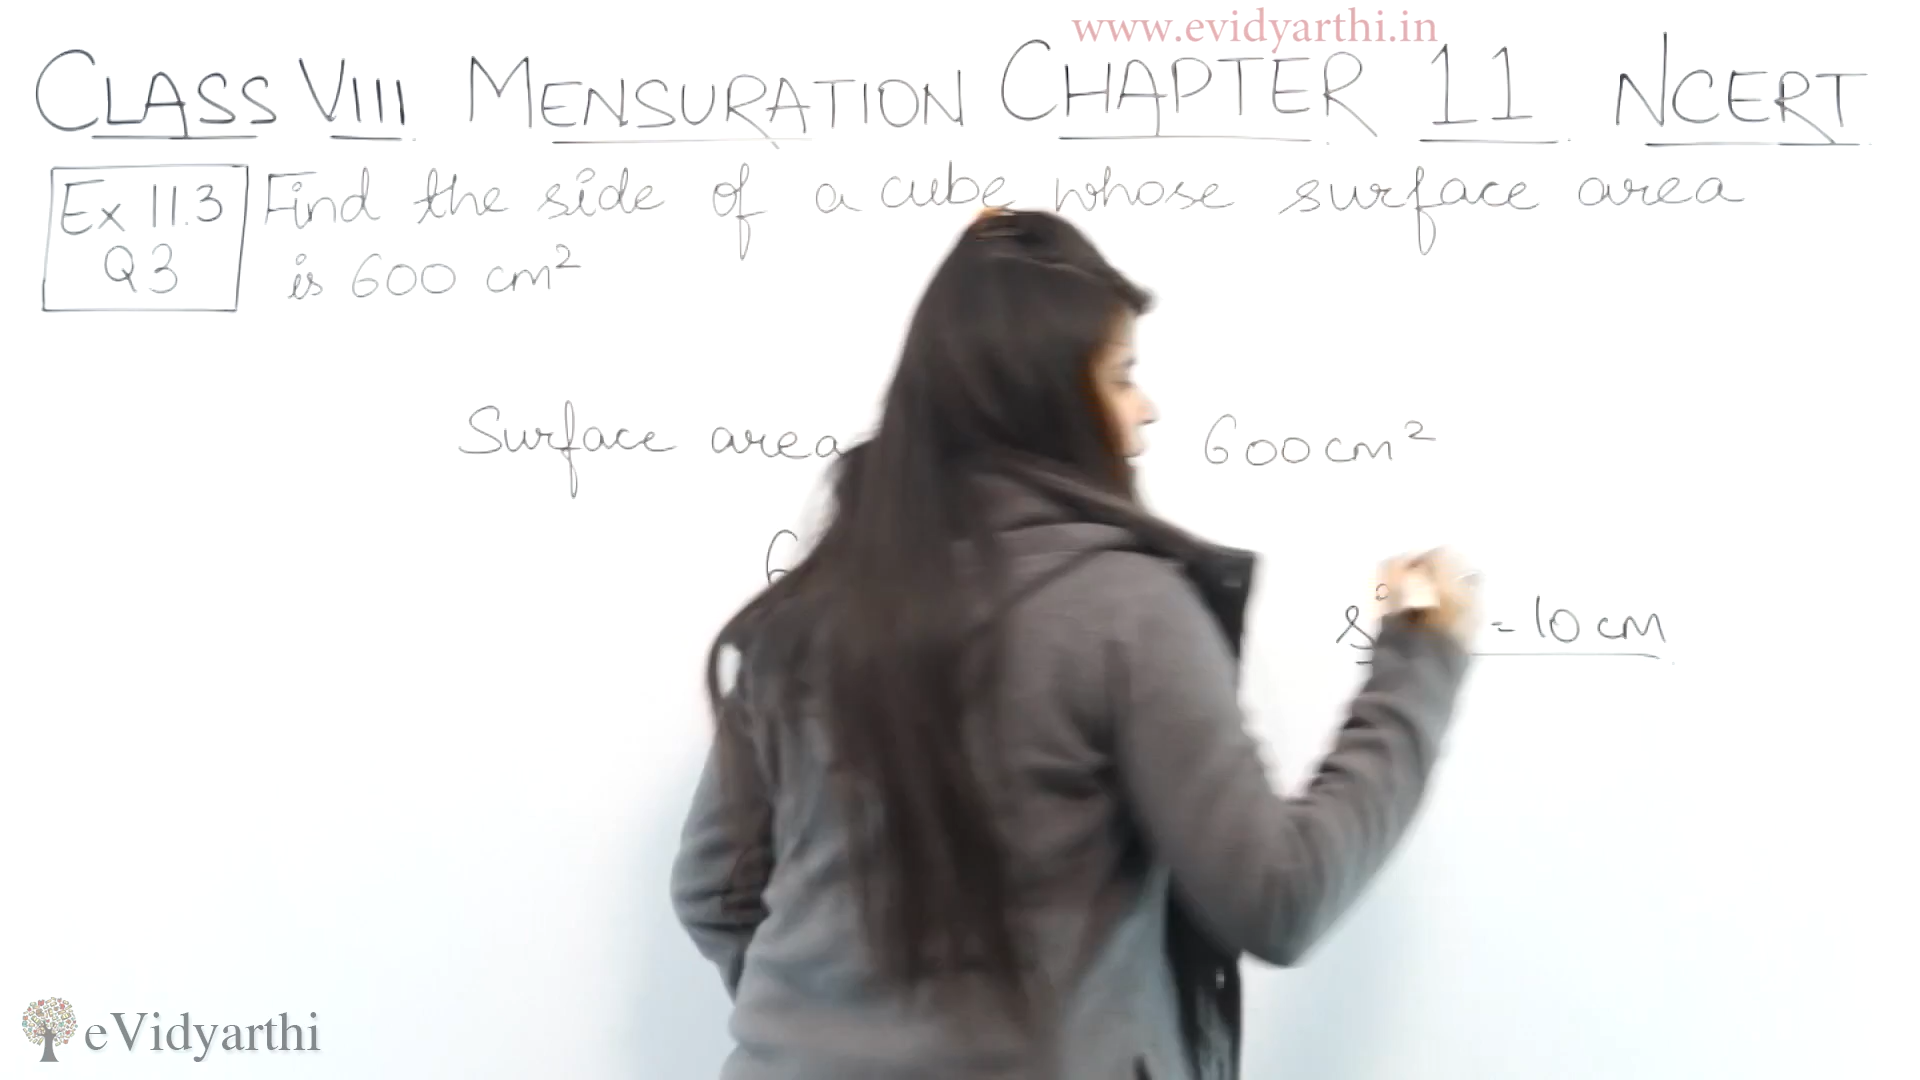 www.evidyarthi.in
CLASS VIII MENSURATION CHAPTER 11 NCERT
Ex 11.3 Find the side of a cube whose surface area
Q3 is 600 cm²
Surface area 600 cm²
= 10 cm
eVidyarthi